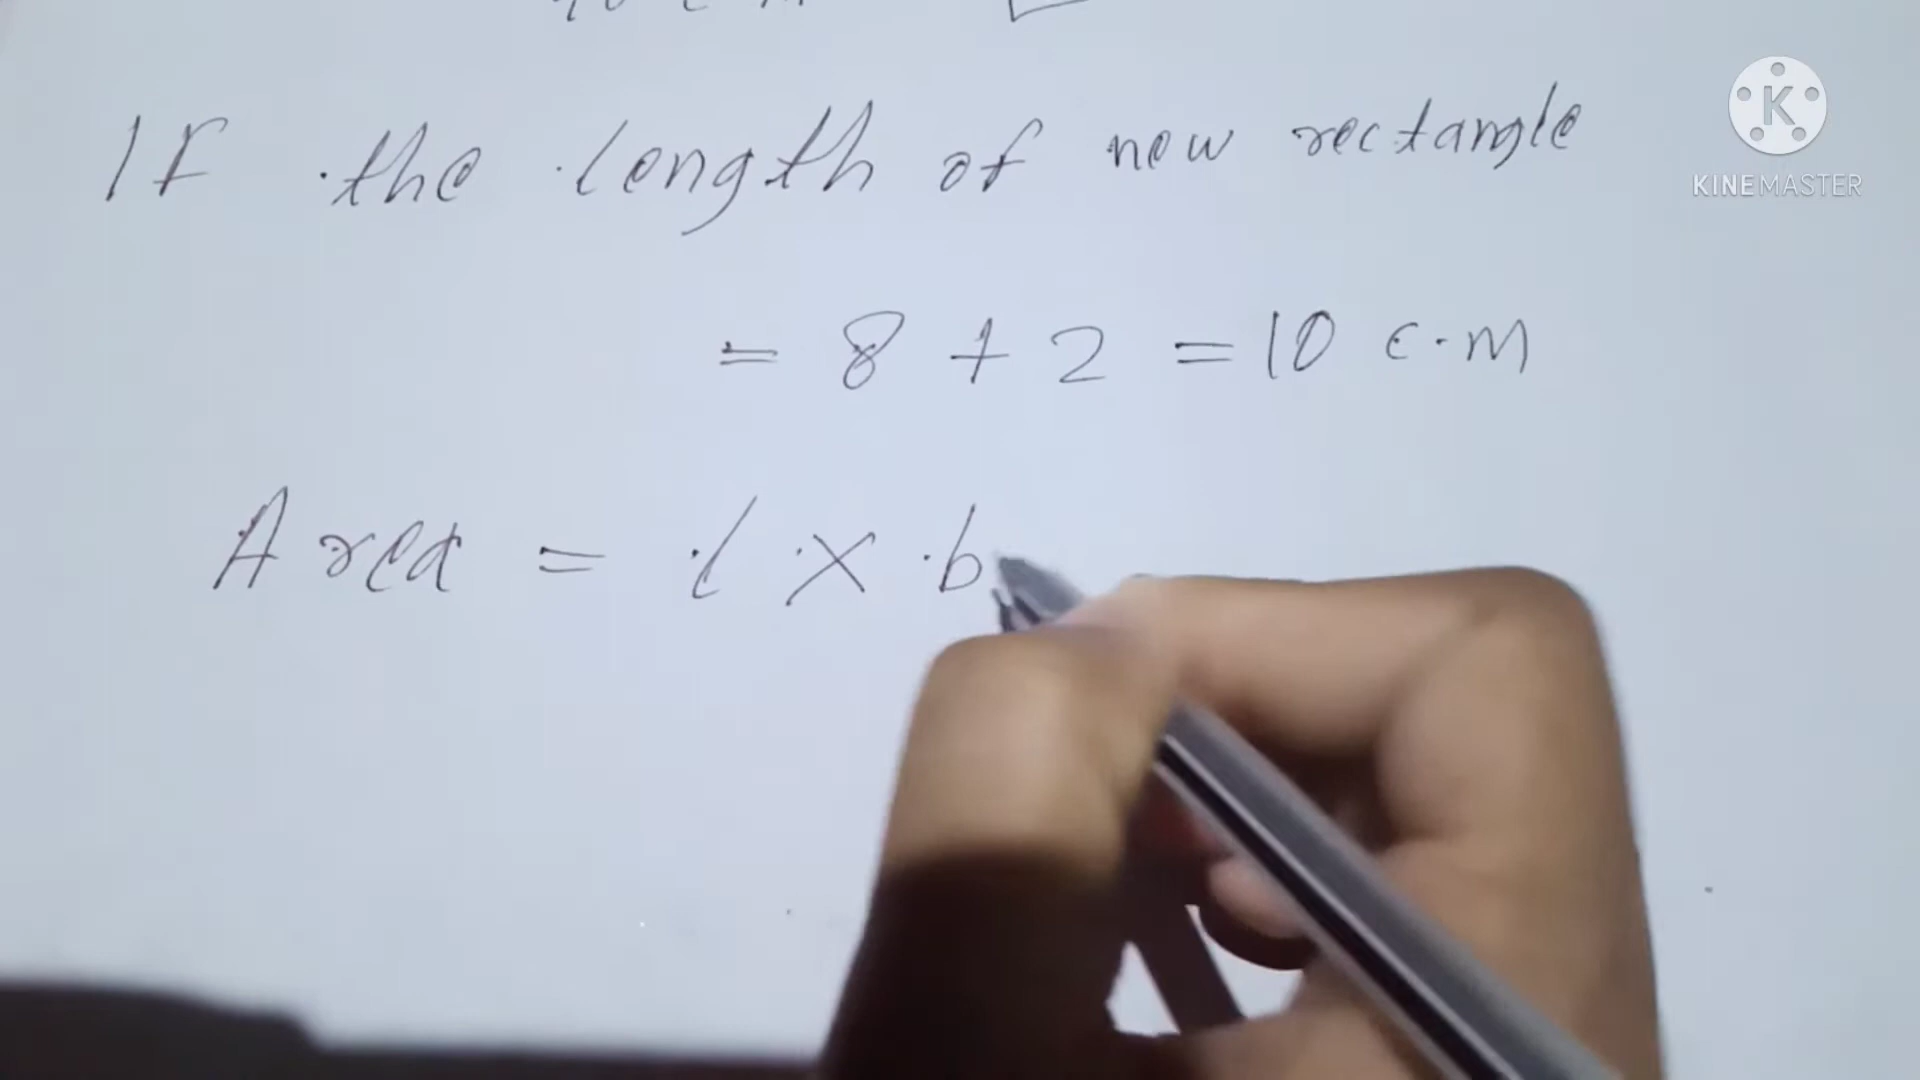 If the length of new rectangle
= 8 + 2 = 10 c.m
Area = l × b
K
KINEMASTER